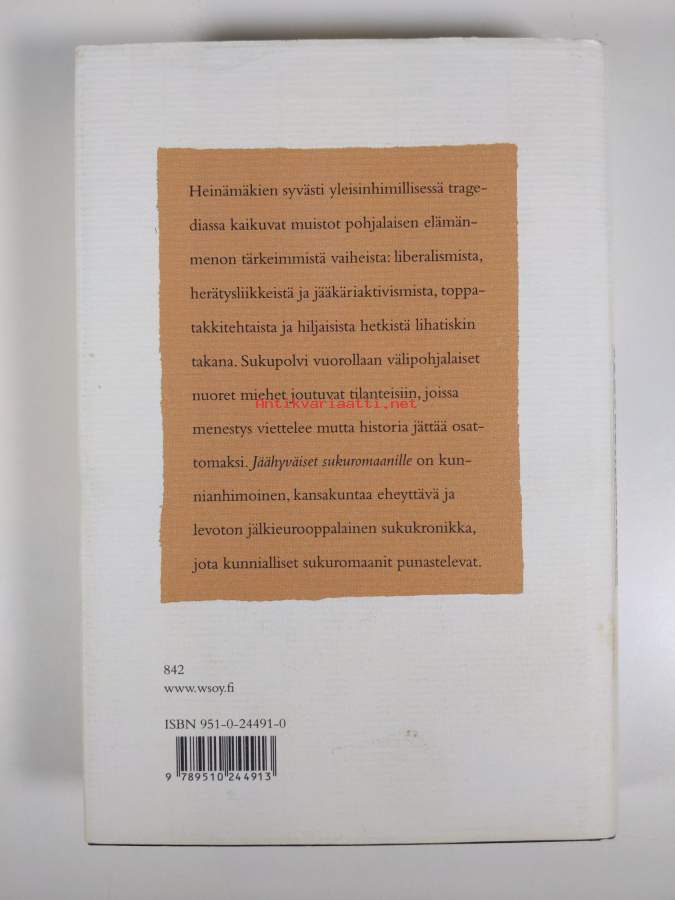 Heinämäkien syvästi yleisinhimillisessä trage-
diassa kaikuvat muistot pohjalaisen elämän-
menon tärkeimmistä vaiheista: liberalismista,
herätysliikkeistä ja jääkäriaktivismista, toppa-
takkitehtaista ja hiljaisista hetkistä lihatiskin
takana. Sukupolvi vuorollaan välipohjalaiset
nuoret miehet joutuvat tilanteisiin, joissa
Antikvariaatti.net
menestys viettelee mutta historia jättää osat-
tomaksi. Jäähyväiset sukuromaanille on kun-
nianhimoinen, kansakuntaa eheyttävä ja
levoton jälkieurooppalainen sukukronikka,
jota kunnialliset sukuromaanit punastelevat.
842
www.wsoy.fi
ISBN 951-0-24491-0
9 789510 244913